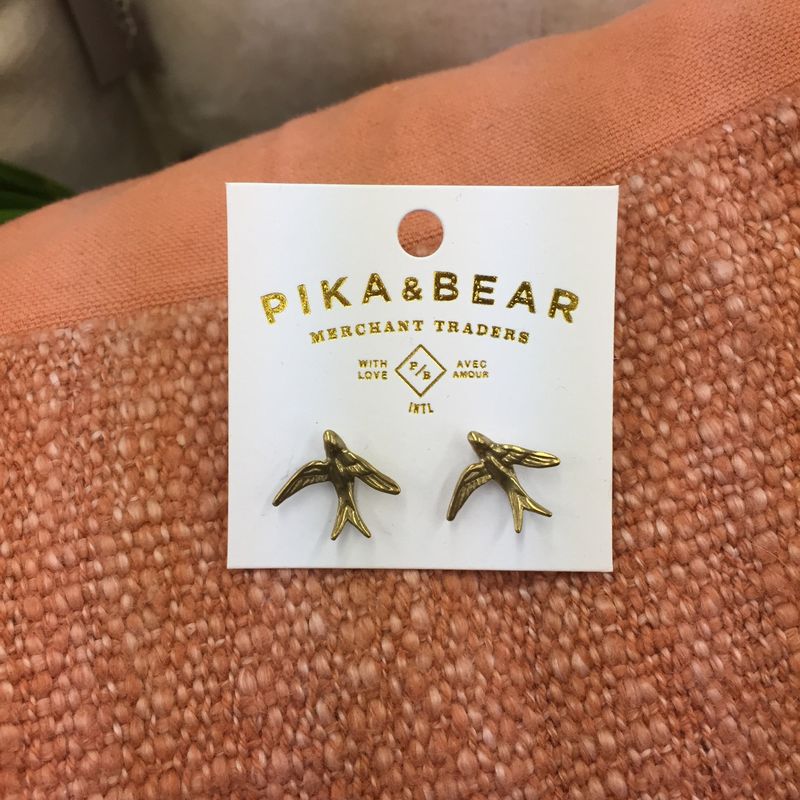 PIKA & BEAR
MERCHANT TRADERS
WITH LOVE P/B AVEC AMOUR
INTL